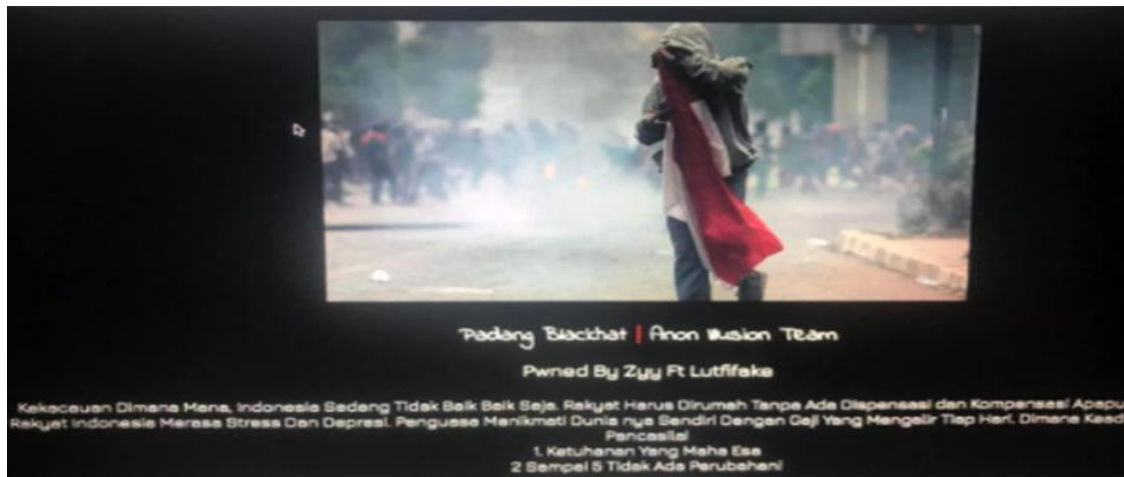 Padang Blackhat | Anon Illusion Team
Pwned By Zyy Ft Lutfifake
Kekacauan Dimana Mana, Indonesia Sedang Tidak Baik Baik Saja. Rakyat Harus Dirumah Tanpa Ada Dispensasi dan Kompensasi Apapu
Rakyat Indonesia Merasa Stress Dan Depresi. Penguasa Menikmati Dunia nya Sendiri Dengan Gaji Yang Mengalir Tiap Hari. Dimana Kead
Pancasila!
1. Ketuhanan Yang Maha Esa
2 Sampai 5 Tidak Ada Perubahan!